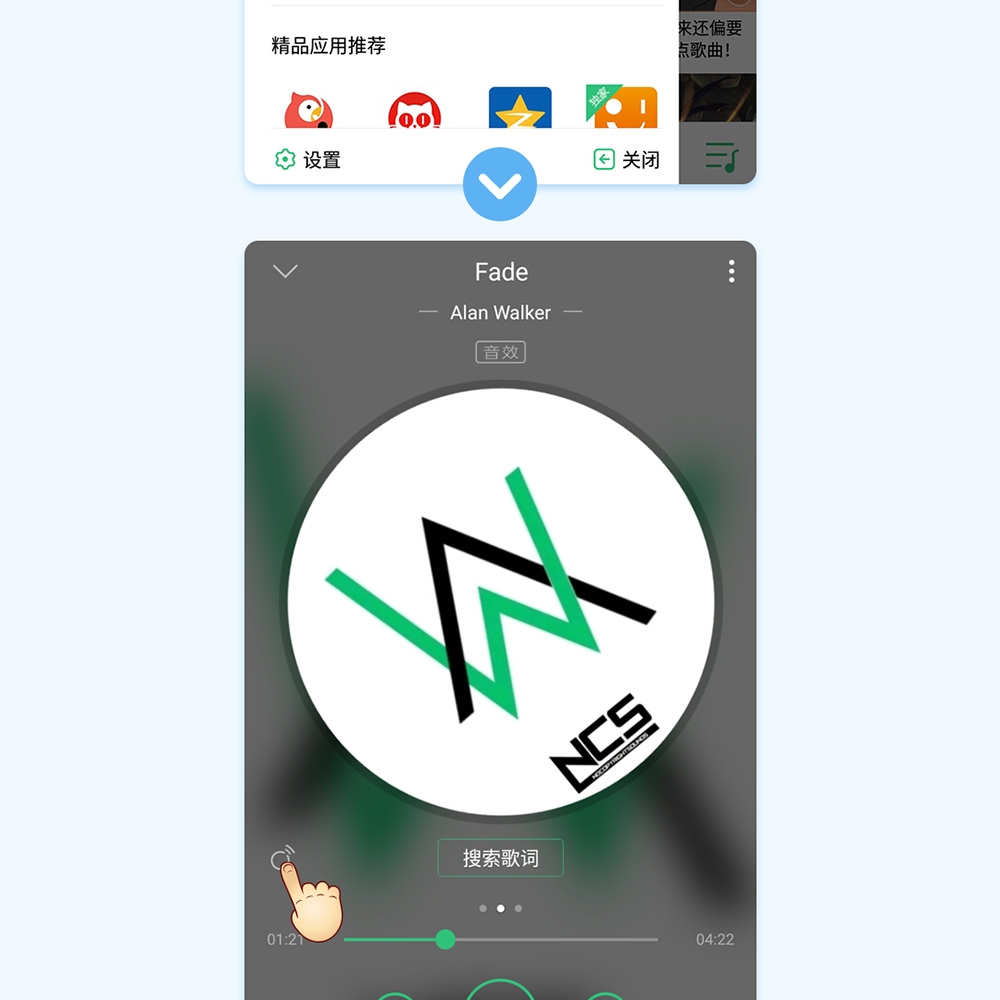 来还偏要
点歌曲!
精品应用推荐
独家
设置
关闭
Fade
Alan Walker
音效
NCS
NOCOPYRIGHTSOUNDS
搜索歌词
01:21
04:22